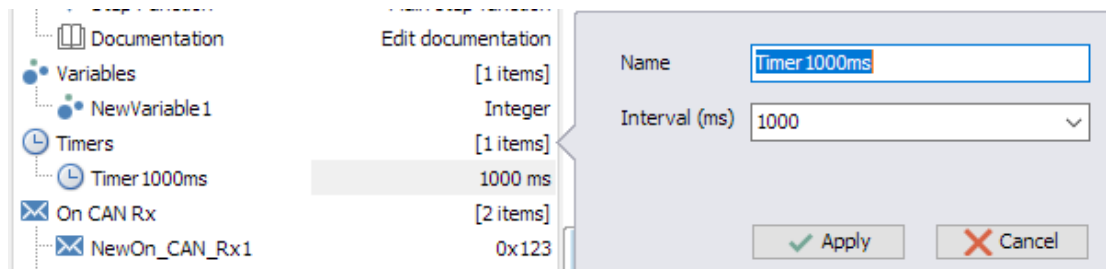 Documentation Edit documentation
Variables [1 items]
NewVariable1 Integer
Timers [1 items]
Timer1000ms 1000 ms
On CAN Rx [2 items]
NewOn_CAN_Rx1 0x123
Name Timer1000ms
Interval (ms) 1000
Apply Cancel